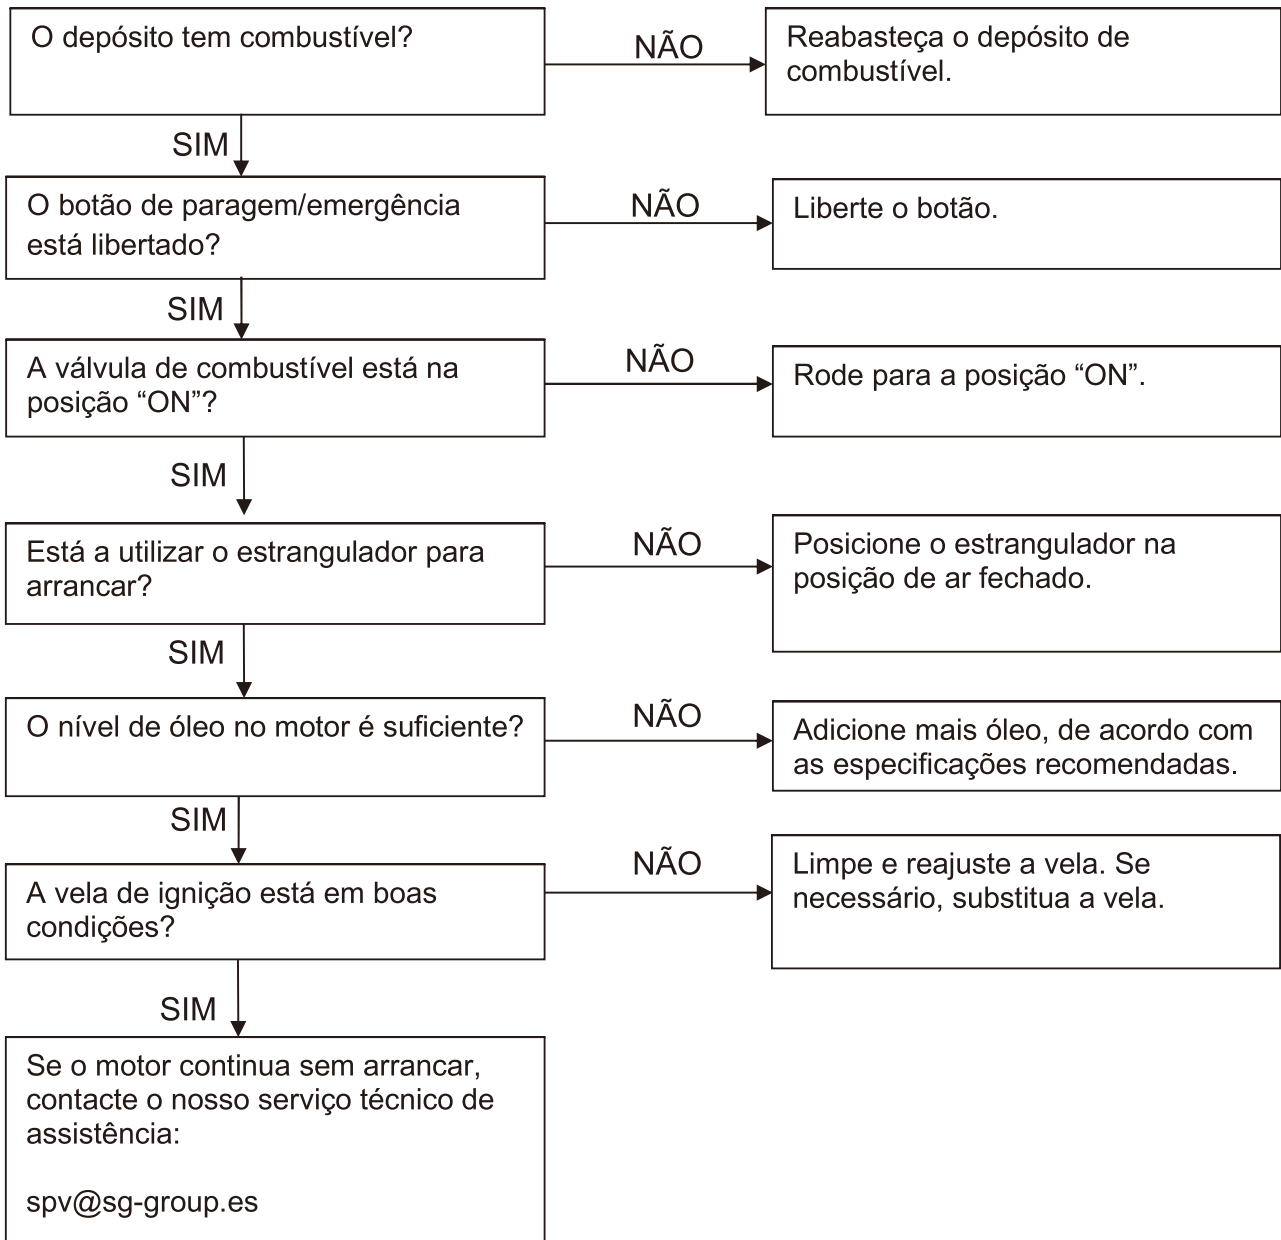 O depósito tem combustível?
NÃO
Reabasteça o depósito de
combustível.
SIM
O botão de paragem/emergência
está libertado?
NÃO
Liberte o botão.
SIM
A válvula de combustível está na
posição “ON”?
NÃO
Rode para a posição “ON”.
SIM
Está a utilizar o estrangulador para
arrancar?
NÃO
Posicione o estrangulador na
posição de ar fechado.
SIM
O nível de óleo no motor é suficiente?
NÃO
Adicione mais óleo, de acordo com
as especificações recomendadas.
SIM
A vela de ignição está em boas
condições?
NÃO
Limpe e reajuste a vela. Se
necessário, substitua a vela.
SIM
Se o motor continua sem arrancar,
contacte o nosso serviço técnico de
assistência:
spv@sg-group.es